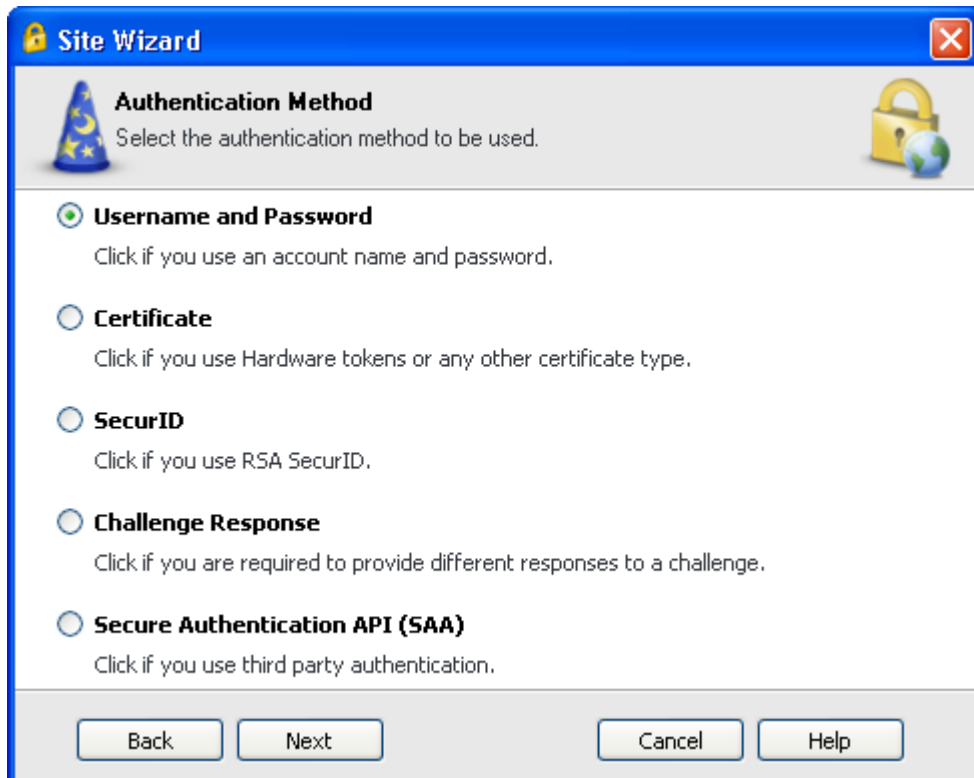 Site Wizard
Authentication Method
Select the authentication method to be used.
Username and Password
Click if you use an account name and password.
Certificate
Click if you use Hardware tokens or any other certificate type.
SecurID
Click if you use RSA SecurID.
Challenge Response
Click if you are required to provide different responses to a challenge.
Secure Authentication API (SAA)
Click if you use third party authentication.
Back Next Cancel Help